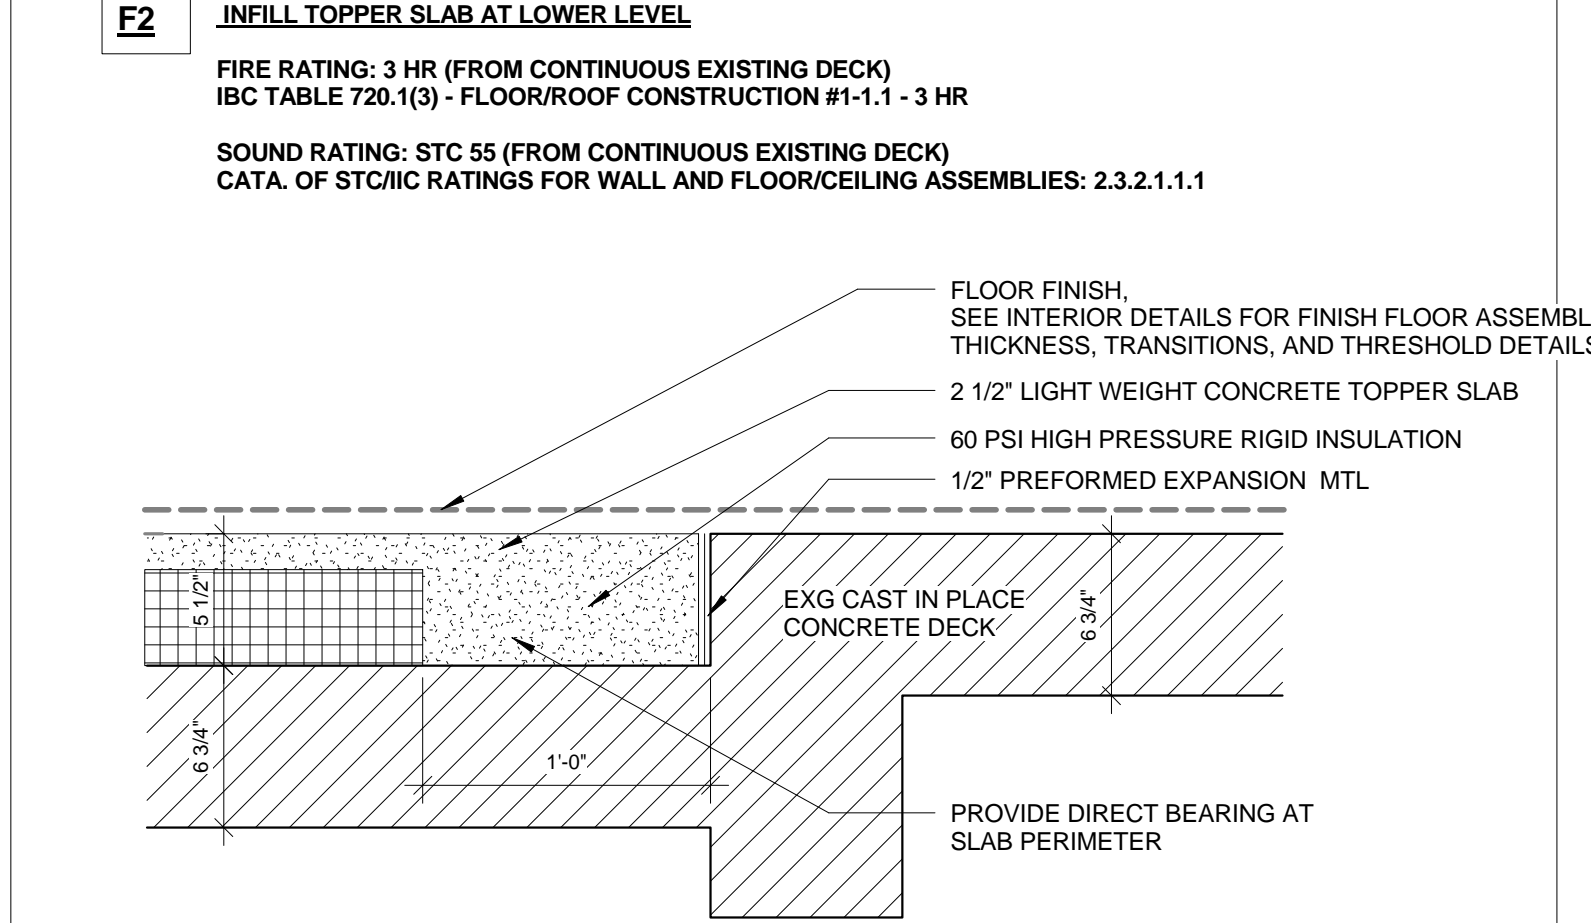 F2
INFILL TOPPER SLAB AT LOWER LEVEL
FIRE RATING: 3 HR (FROM CONTINUOUS EXISTING DECK)
IBC TABLE 720.1(3) - FLOOR/ROOF CONSTRUCTION #1-1.1 - 3 HR
SOUND RATING: STC 55 (FROM CONTINUOUS EXISTING DECK)
CATA. OF STC/IIC RATINGS FOR WALL AND FLOOR/CEILING ASSEMBLIES: 2.3.2.1.1.1
FLOOR FINISH,
SEE INTERIOR DETAILS FOR FINISH FLOOR ASSEMBL
THICKNESS, TRANSITIONS, AND THRESHOLD DETAILS
2 1/2" LIGHT WEIGHT CONCRETE TOPPER SLAB
60 PSI HIGH PRESSURE RIGID INSULATION
1/2" PREFORMED EXPANSION MTL
5 1/2"
EXG CAST IN PLACE
CONCRETE DECK
6 3/4"
6 3/4"
1'-0"
PROVIDE DIRECT BEARING AT
SLAB PERIMETER